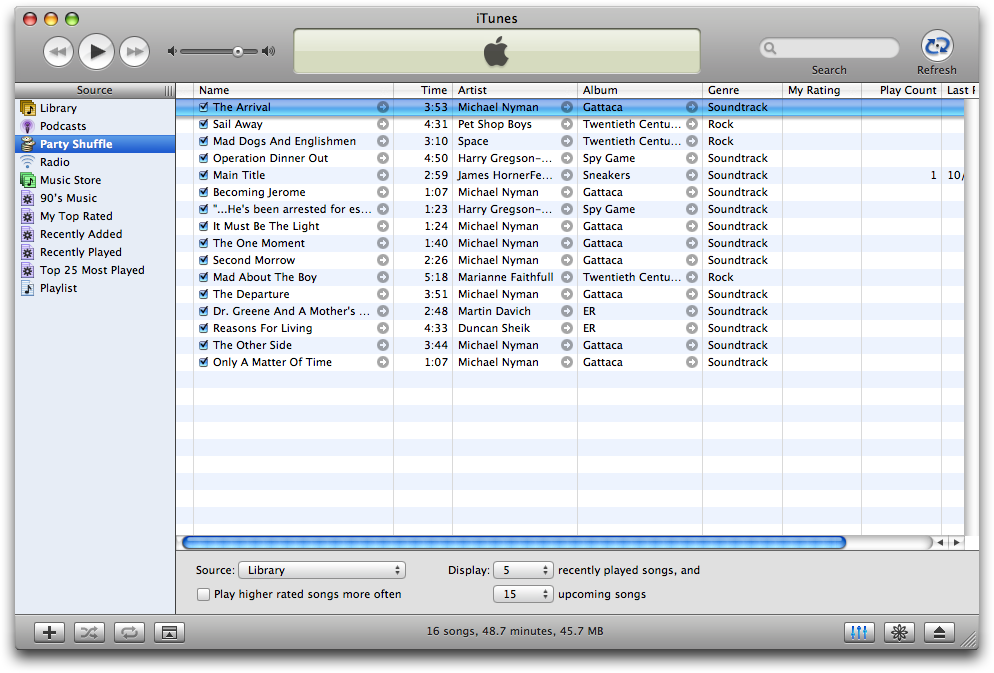 iTunes
Search
Refresh
Source
Library
Podcasts
Party Shuffle
Radio
Music Store
90's Music
My Top Rated
Recently Added
Recently Played
Top 25 Most Played
Playlist
Name Time Artist Album Genre My Rating Play Count Last
The Arrival 3:53 Michael Nyman Gattaca Soundtrack
Sail Away 4:31 Pet Shop Boys Twentieth Centu... Rock
Mad Dogs And Englishmen 3:10 Space Twentieth Centu... Rock
Operation Dinner Out 4:50 Harry Gregson-... Spy Game Soundtrack
Main Title 2:59 James HornerFe... Sneakers Soundtrack 1 10/
Becoming Jerome 1:07 Michael Nyman Gattaca Soundtrack
"...He's been arrested for es... 1:23 Harry Gregson-... Spy Game Soundtrack
It Must Be The Light 1:24 Michael Nyman Gattaca Soundtrack
The One Moment 1:40 Michael Nyman Gattaca Soundtrack
Second Morrow 2:26 Michael Nyman Gattaca Soundtrack
Mad About The Boy 5:18 Marianne Faithfull Twentieth Centu... Rock
The Departure 3:51 Michael Nyman Gattaca Soundtrack
Dr. Greene And A Mother's ... 2:48 Martin Davich ER Soundtrack
Reasons For Living 4:33 Duncan Sheik ER Soundtrack
The Other Side 3:44 Michael Nyman Gattaca Soundtrack
Only A Matter Of Time 1:07 Michael Nyman Gattaca Soundtrack
Source: Library Display: 5 recently played songs, and
Play higher rated songs more often 15 upcoming songs
16 songs, 48.7 minutes, 45.7 MB